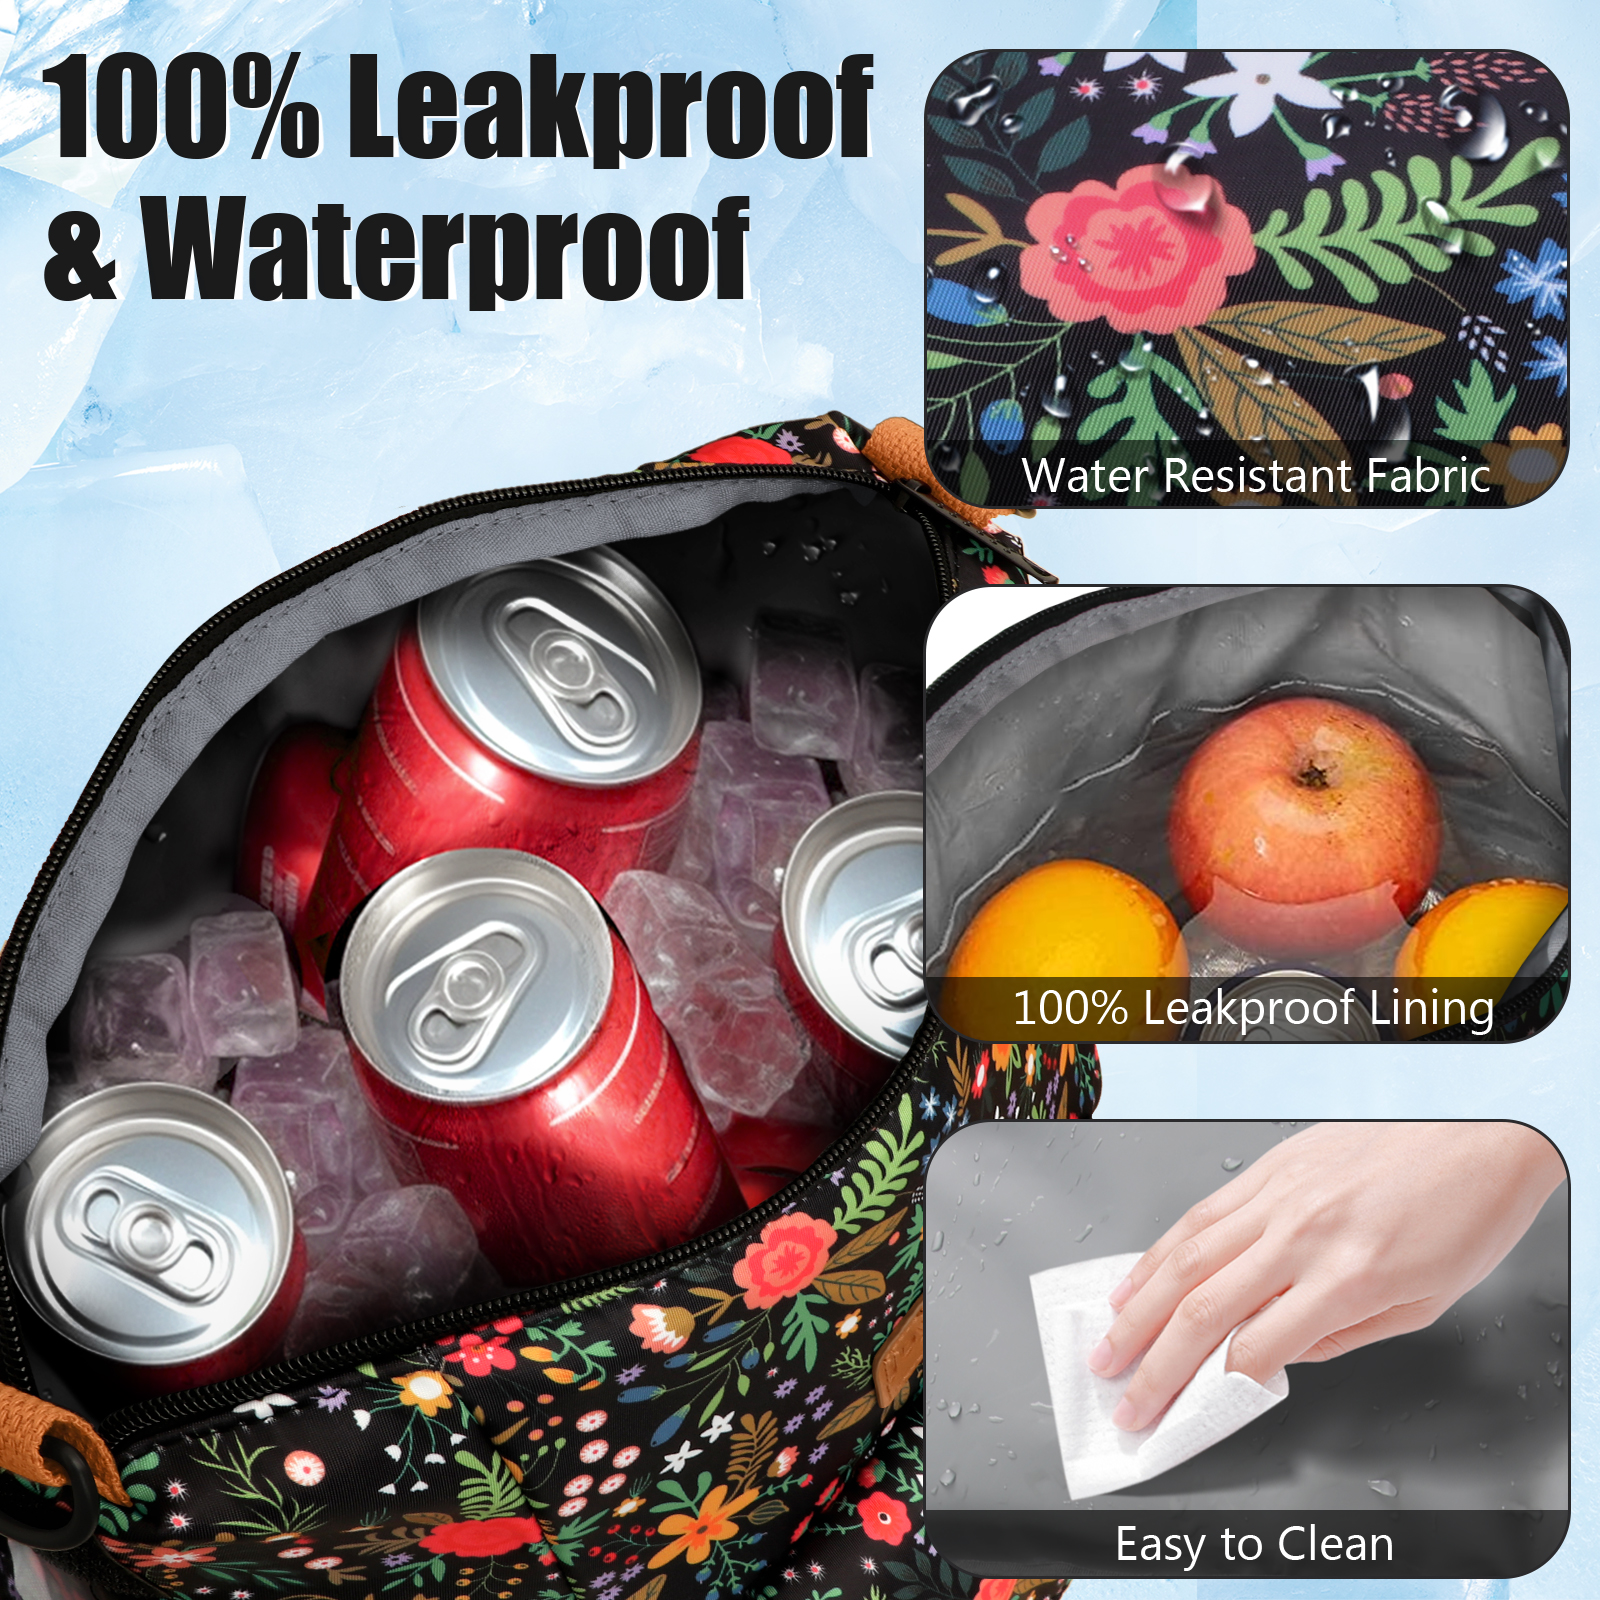 100% Leakproof
& Waterproof
Water Resistant Fabric
100% Leakproof Lining
Easy to Clean